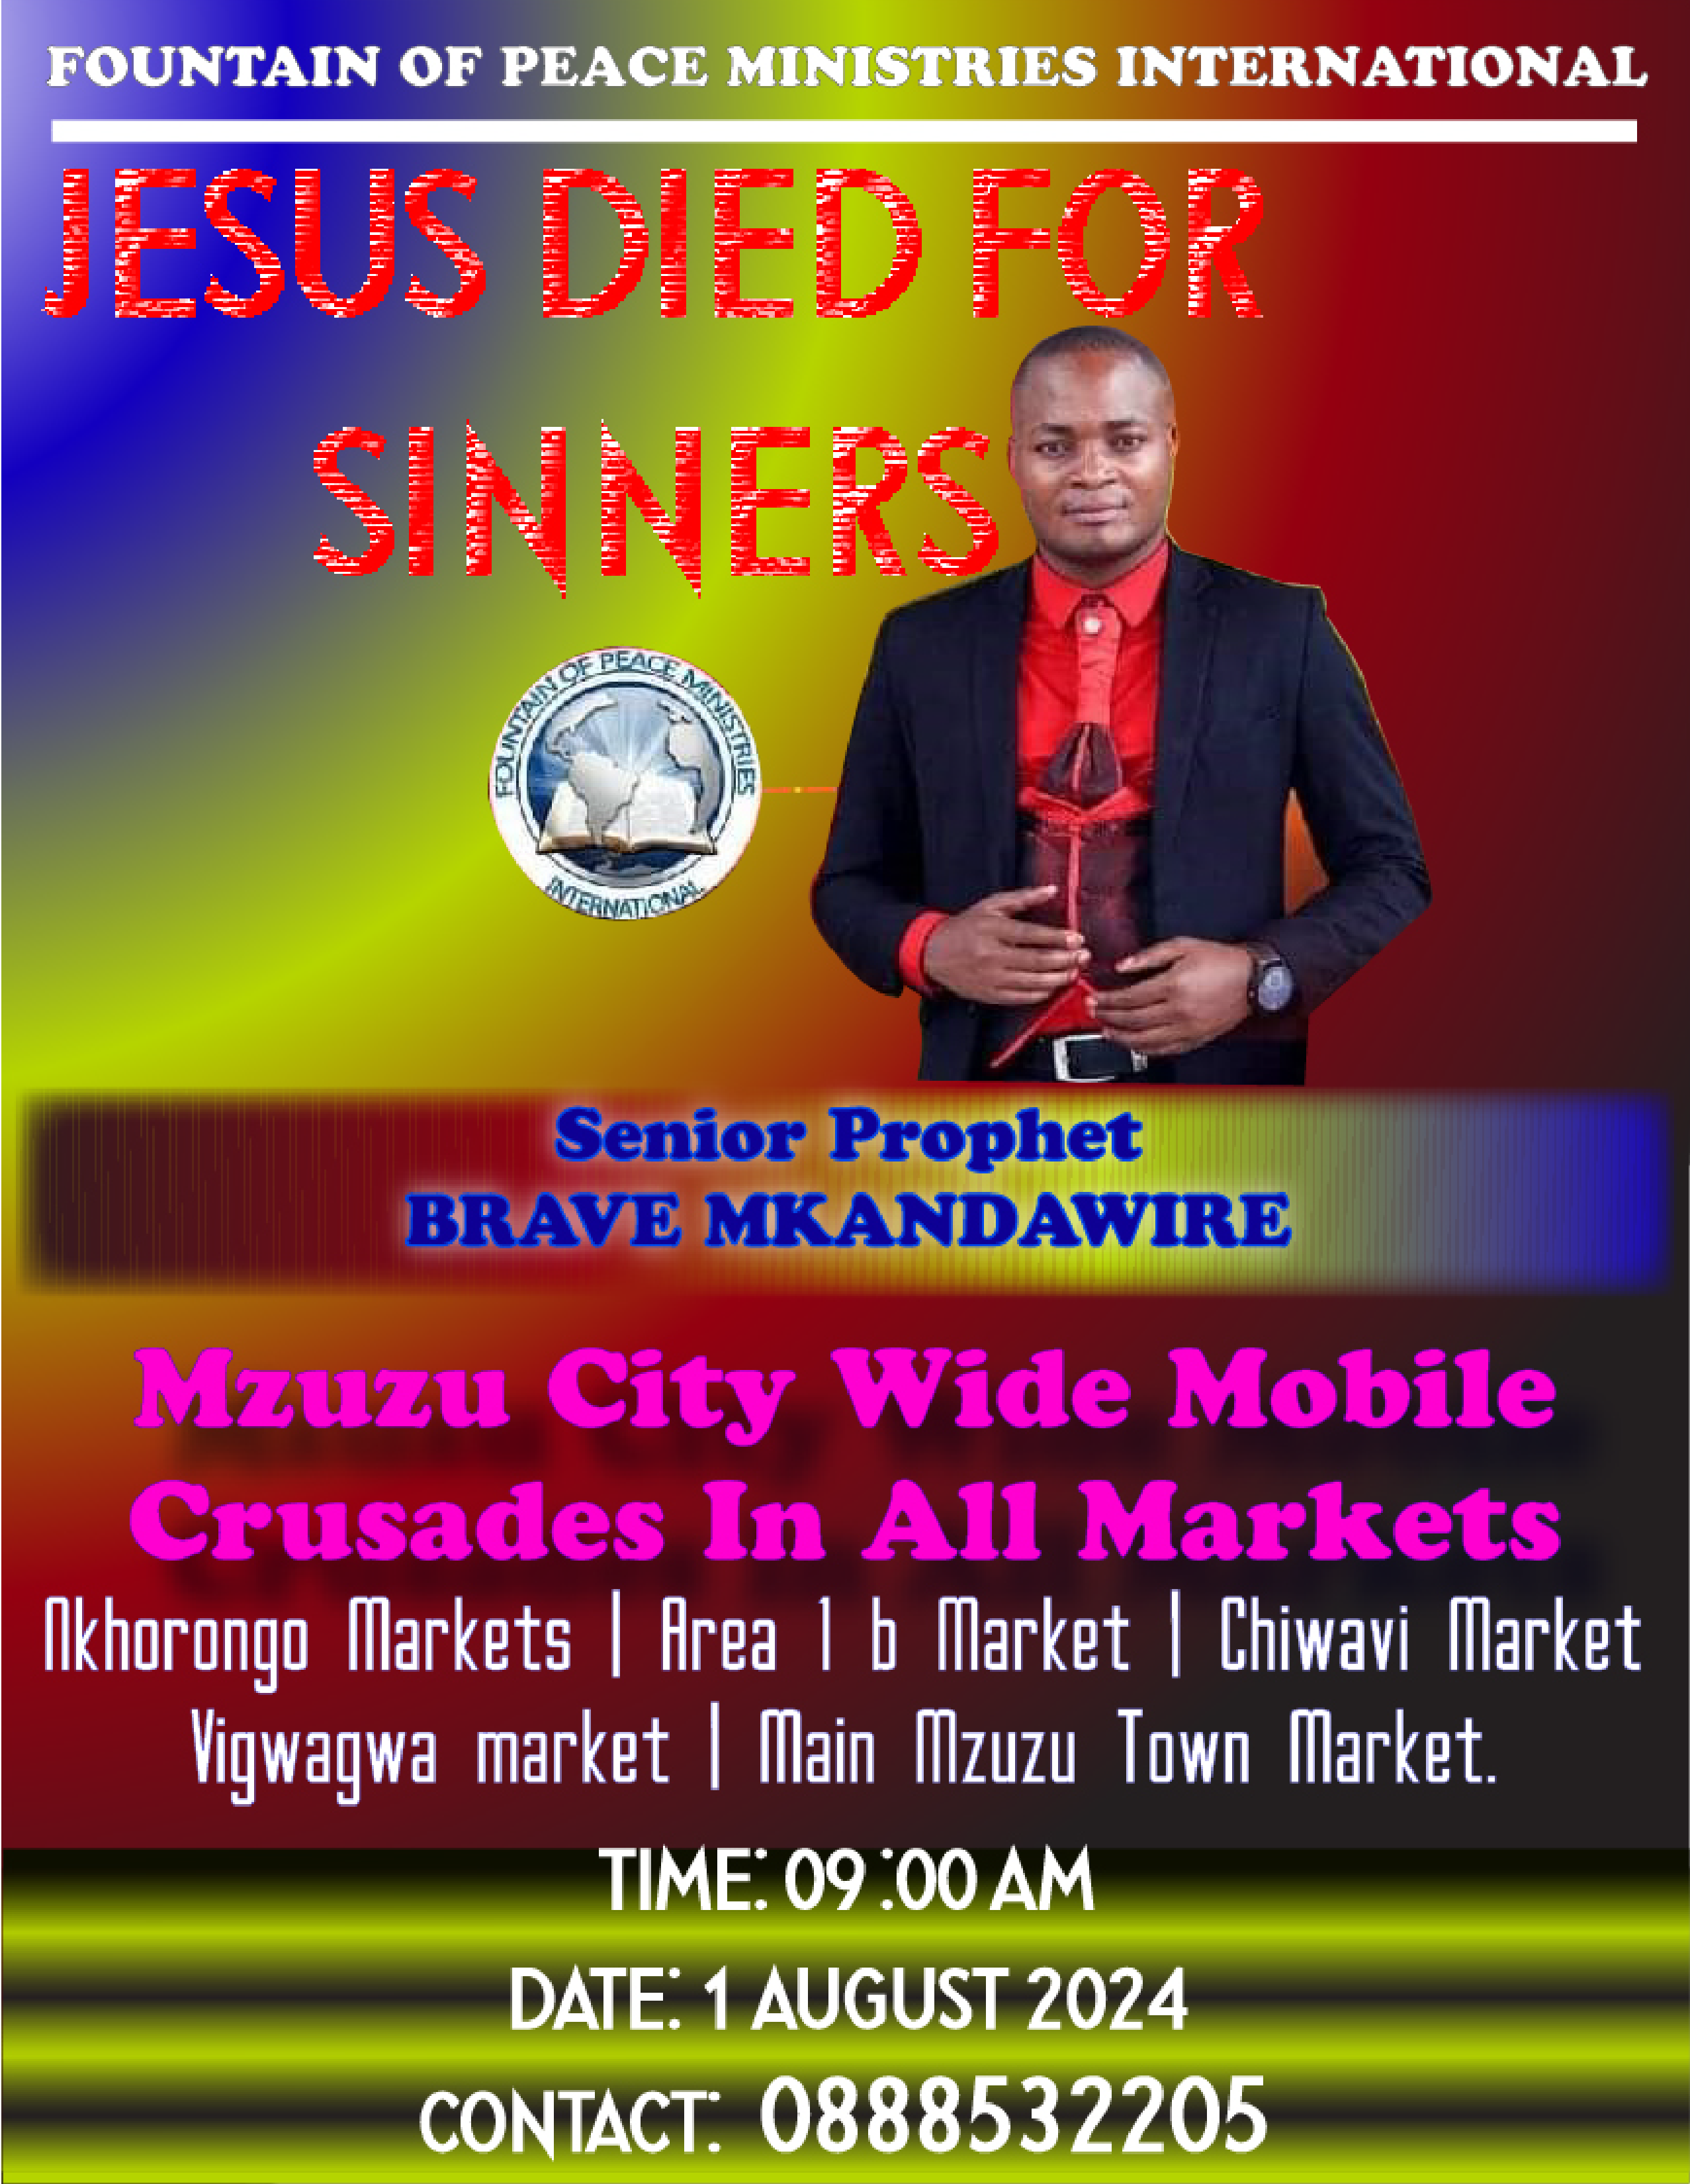 FOUNTAIN OF PEACE MINISTRIES INTERNATIONAL
JESUS DIED FOR
SINNERS
FOUNTAIN OF PEACE MINISTRIES
INTERNATIONAL
Senior Prophet
BRAVE MKANDAWIRE
Mzuzu City Wide Mobile
Crusades In All Markets
Nkhorongo Markets | Area 1 b Market | Chiwavi Market
Vigwagwa market | Main Mzuzu Town Market.
TIME: 09 :00 AM
DATE: 1 AUGUST 2024
CONTACT: 0888532205